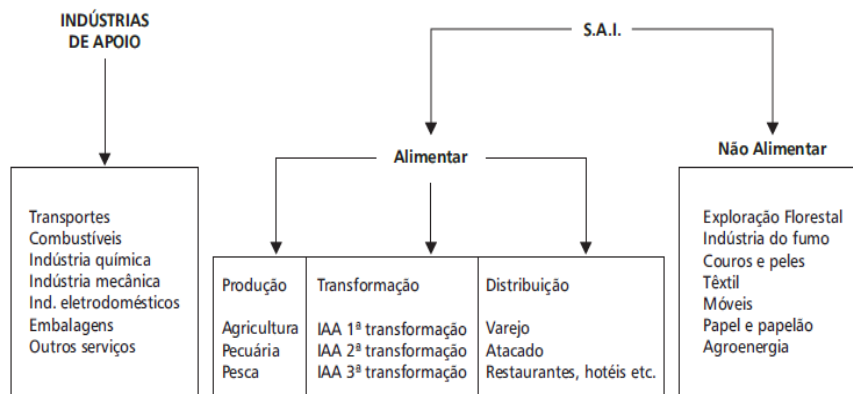 INDÚSTRIAS
DE APOIO
S.A.I.
Alimentar
Não Alimentar
Transportes
Combustíveis
Indústria química
Indústria mecânica
Ind. eletrodomésticos
Embalagens
Outros serviços
Produção
Agricultura
Pecuária
Pesca
Transformação
IAA 1ª transformação
IAA 2ª transformação
IAA 3ª transformação
Distribuição
Varejo
Atacado
Restaurantes, hotéis etc.
Exploração Florestal
Indústria do fumo
Couros e peles
Têxtil
Móveis
Papel e papelão
Agroenergia